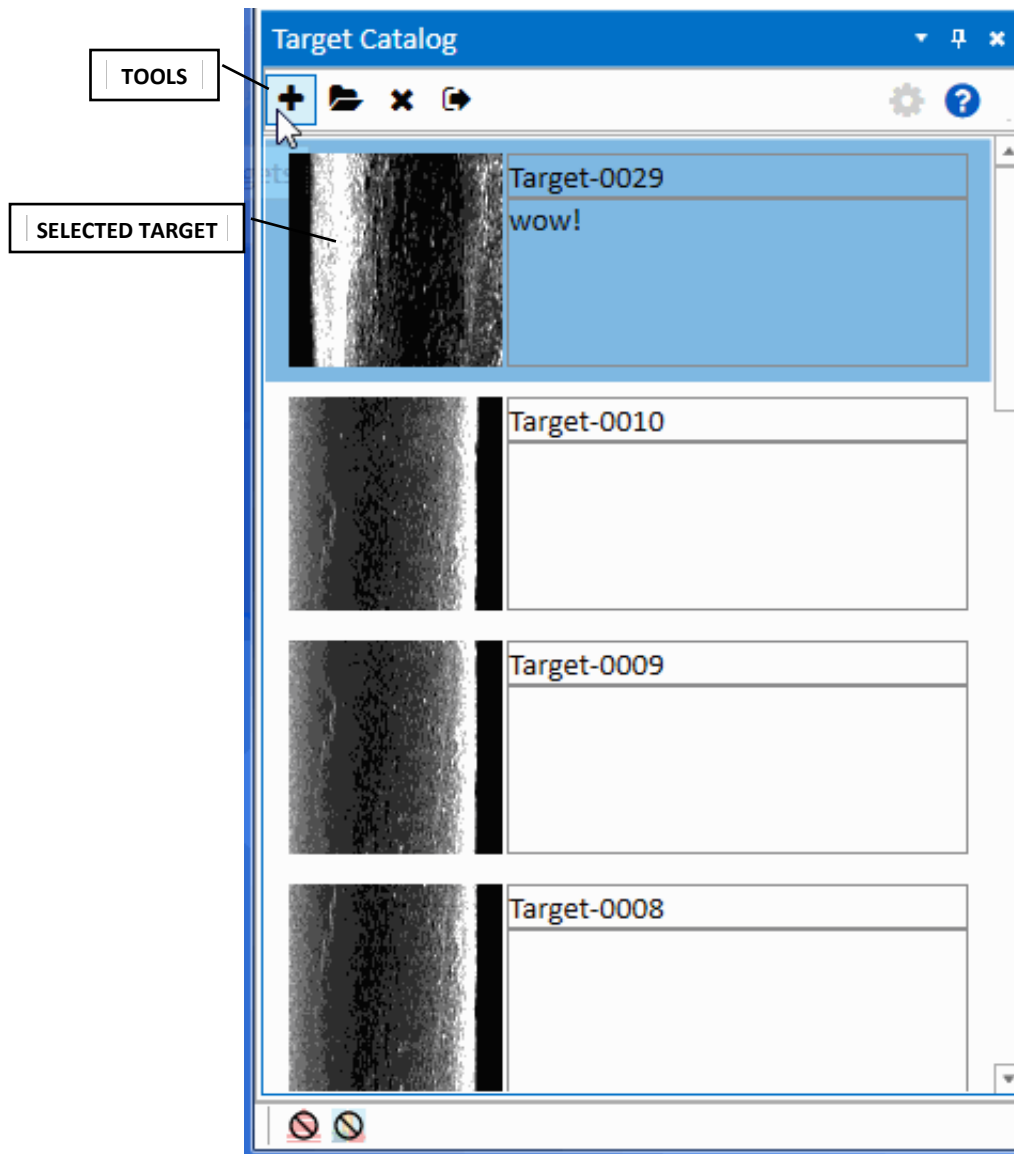 Target Catalog
TOOLS
Target-0029
wow!
SELECTED TARGET
Target-0010
Target-0009
Target-0008